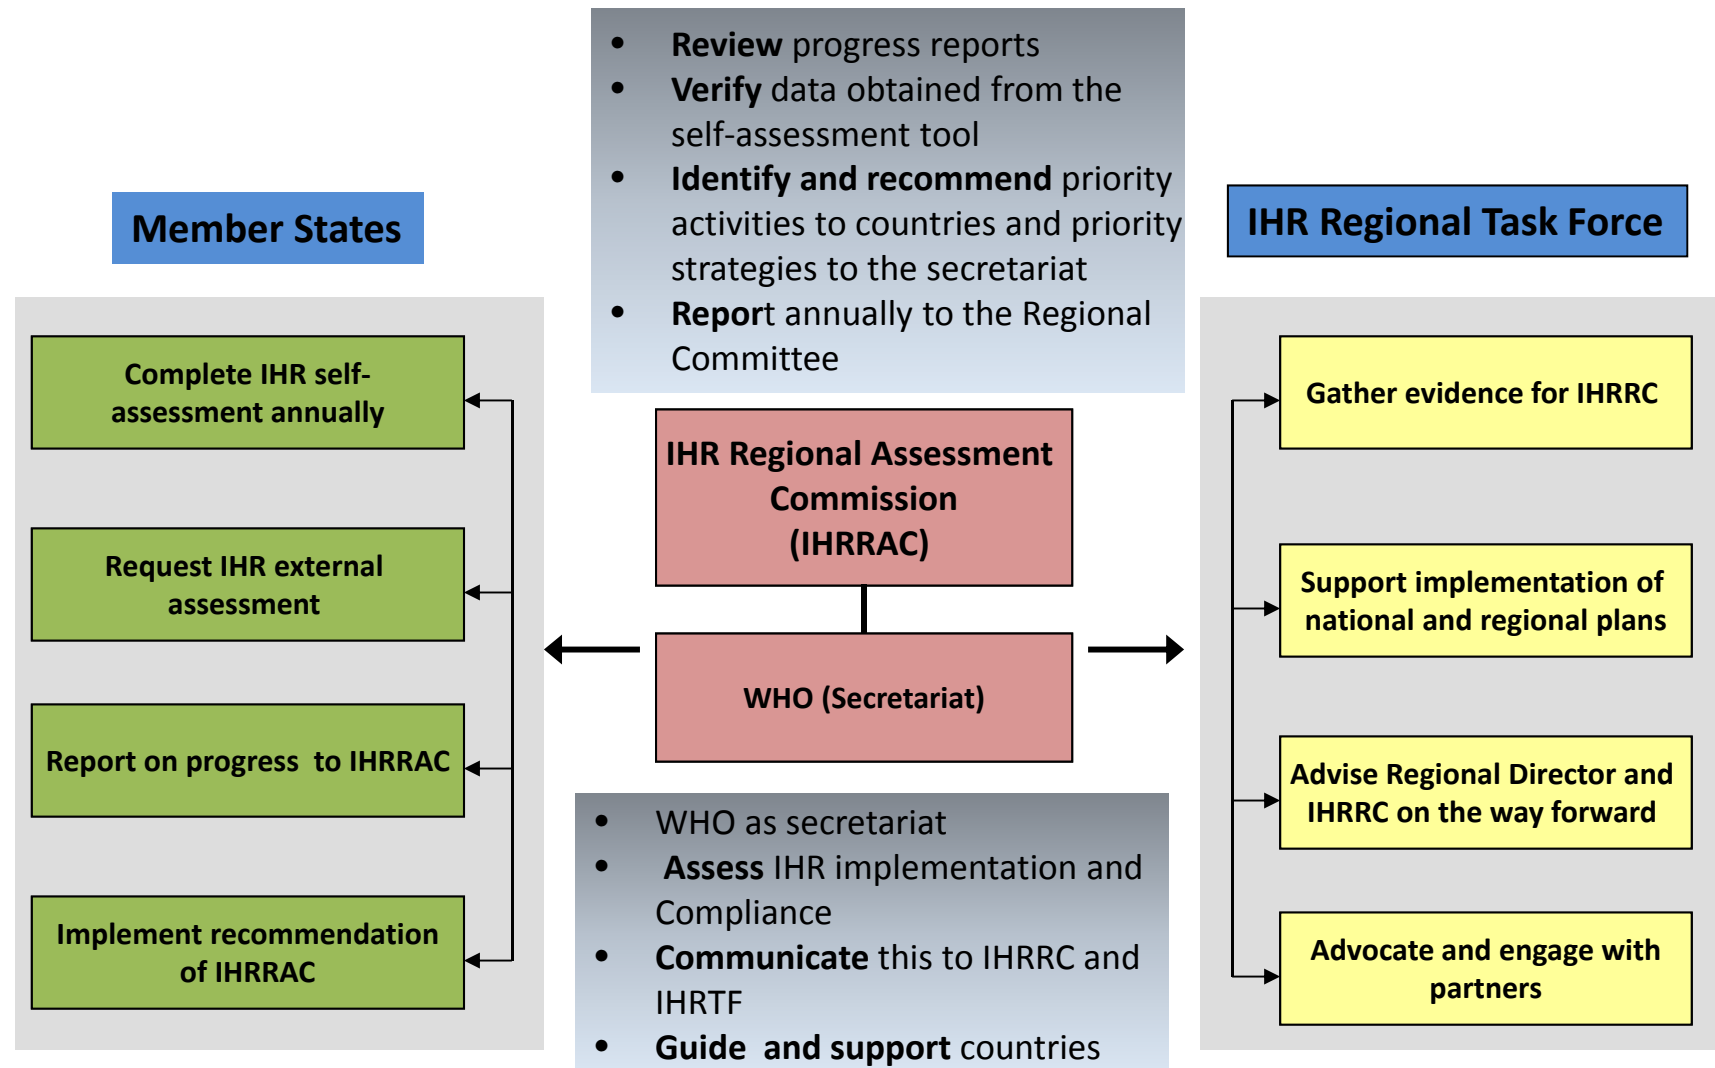 • Review progress reports
• Verify data obtained from the
self-assessment tool
• Identify and recommend priority
activities to countries and priority
strategies to the secretariat
• Report annually to the Regional
Committee
Member States
Complete IHR self-
assessment annually
Request IHR external
assessment
Report on progress to IHRRAC
Implement recommendation
of IHRRAC
IHR Regional Assessment
Commission
(IHRRAC)
WHO (Secretariat)
• WHO as secretariat
• Assess IHR implementation and
Compliance
• Communicate this to IHRRC and
IHRTF
• Guide and support countries
IHR Regional Task Force
Gather evidence for IHRRC
Support implementation of
national and regional plans
Advise Regional Director and
IHRRC on the way forward
Advocate and engage with
partners